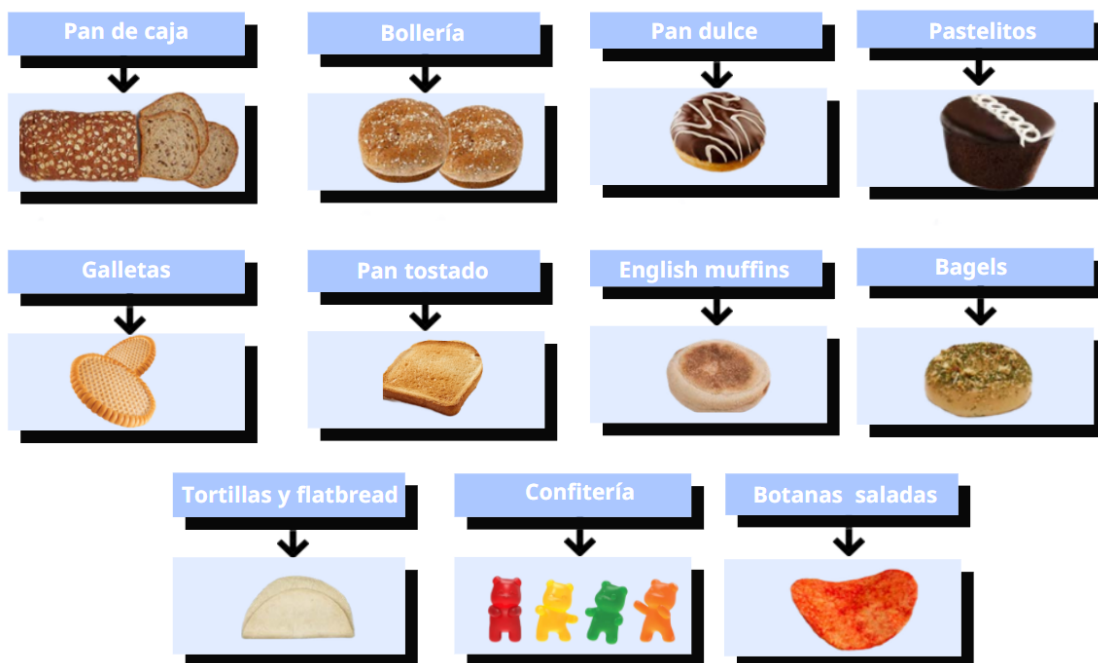 Pan de caja
Bollería
Pan dulce
Pastelitos
Galletas
Pan tostado
English muffins
Bagels
Tortillas y flatbread
Confitería
Botanas saladas